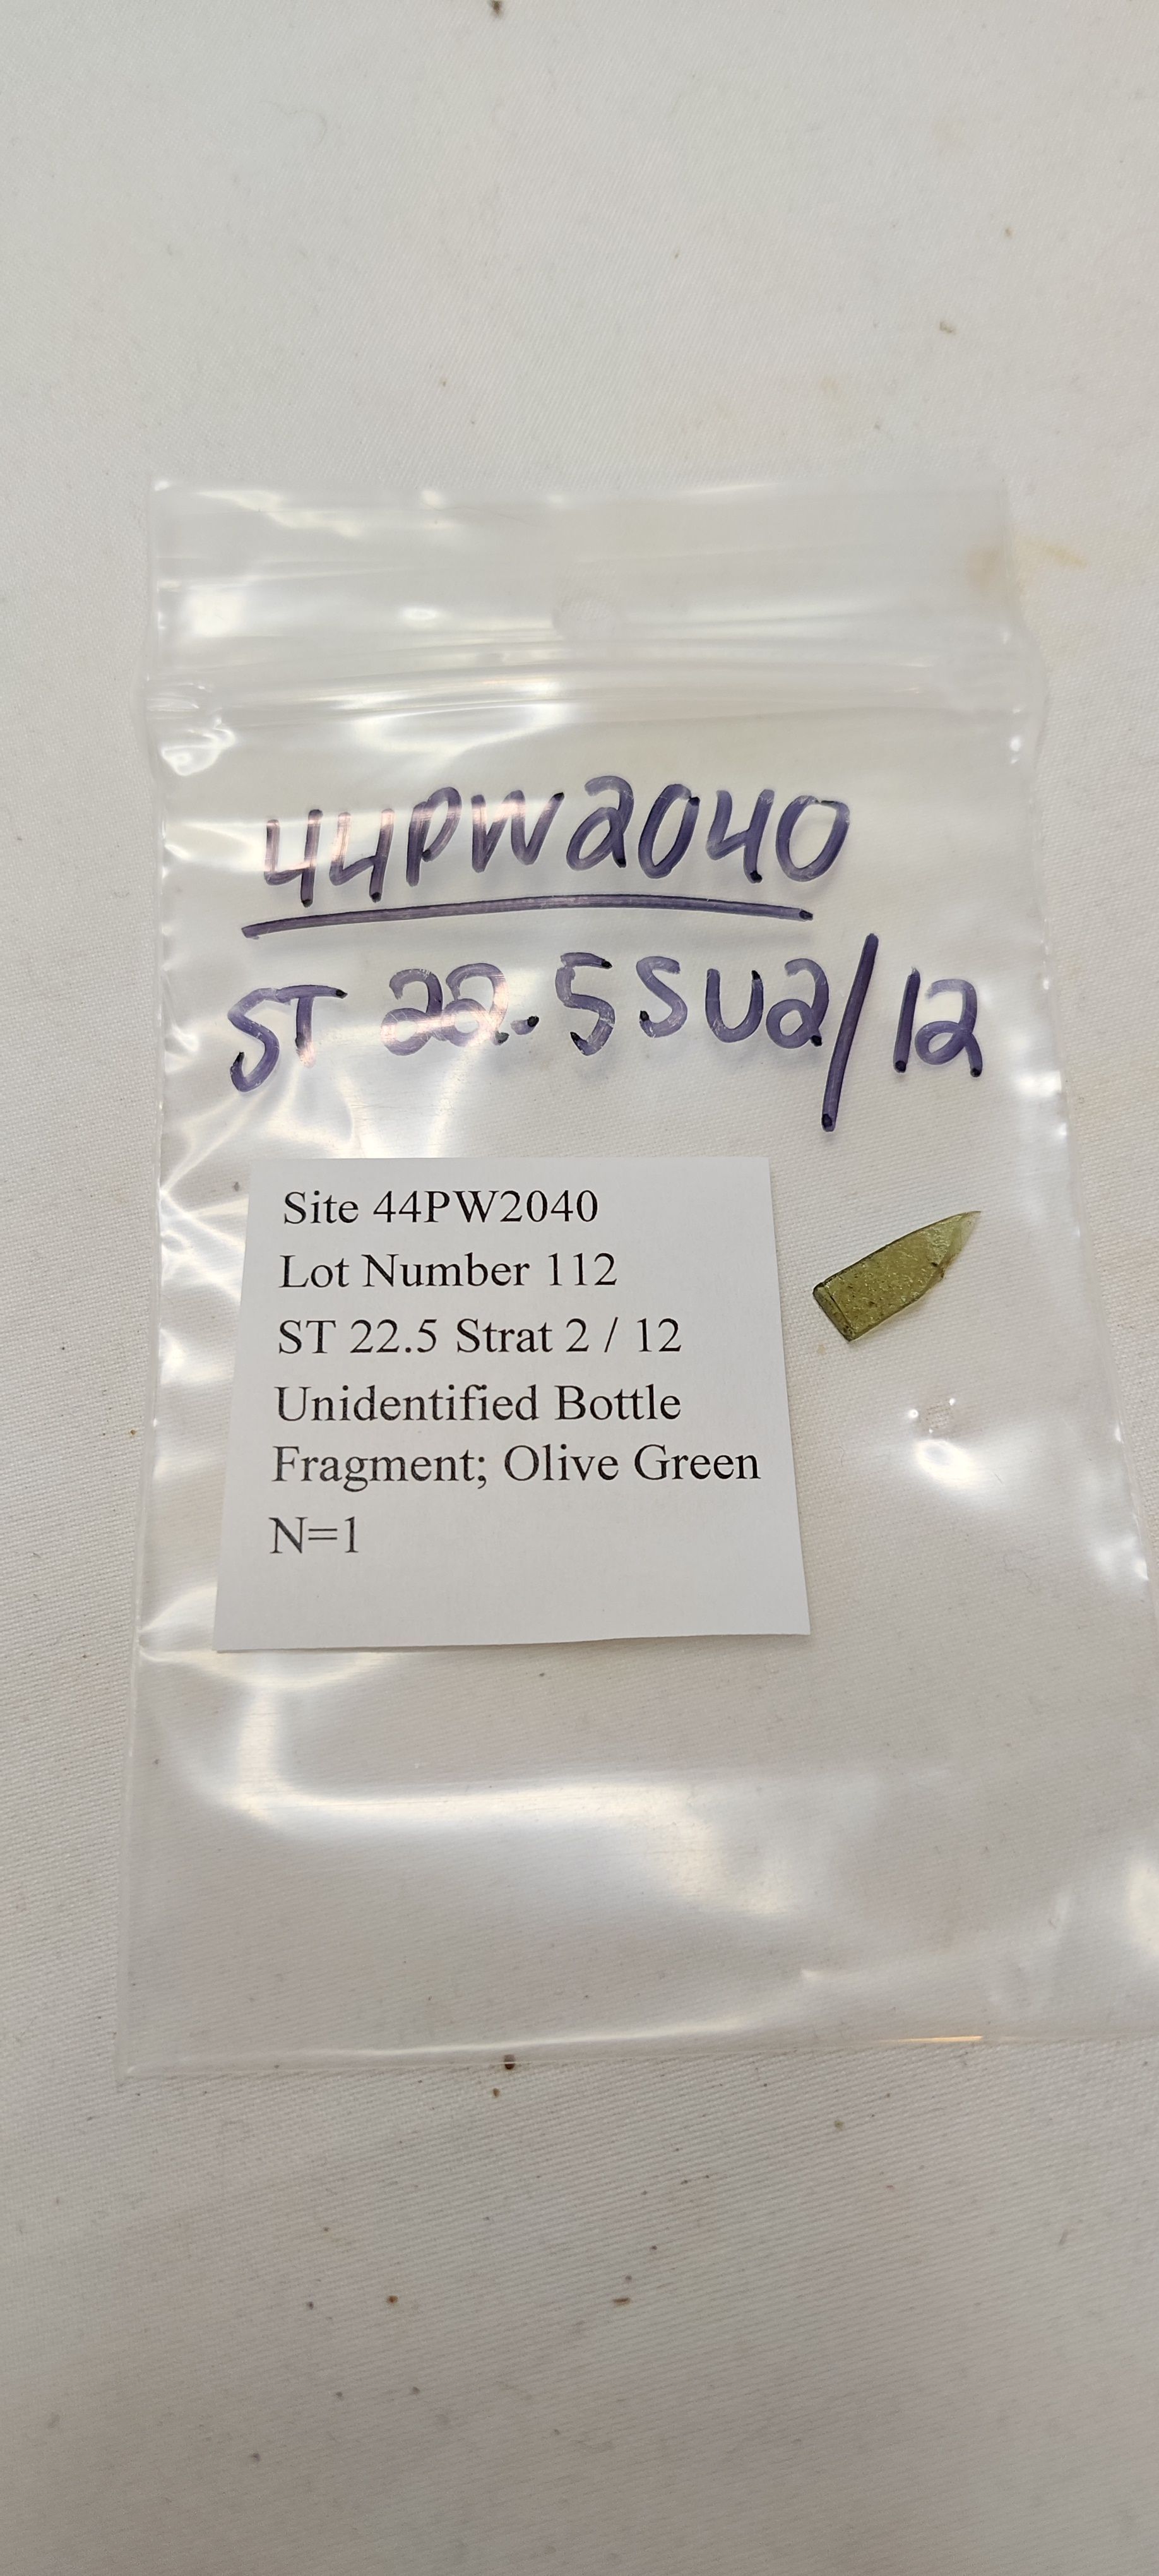 44PW2040
ST 22.5 SU2/12
Site 44PW2040
Lot Number 112
ST 22.5 Strat 2 / 12
Unidentified Bottle
Fragment; Olive Green
N=1